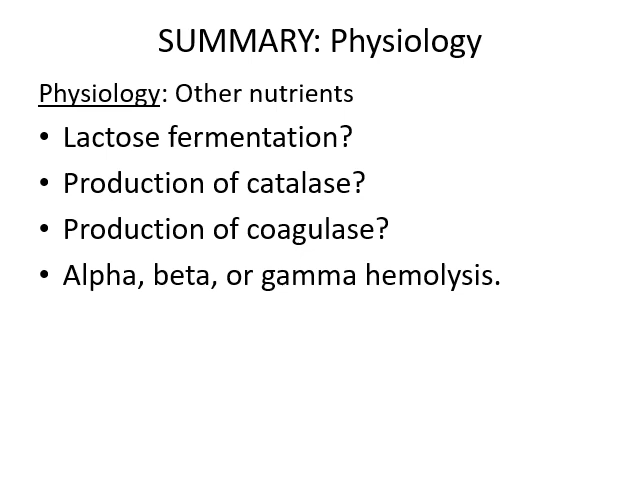 SUMMARY: Physiology
Physiology: Other nutrients
• Lactose fermentation?
• Production of catalase?
• Production of coagulase?
• Alpha, beta, or gamma hemolysis.